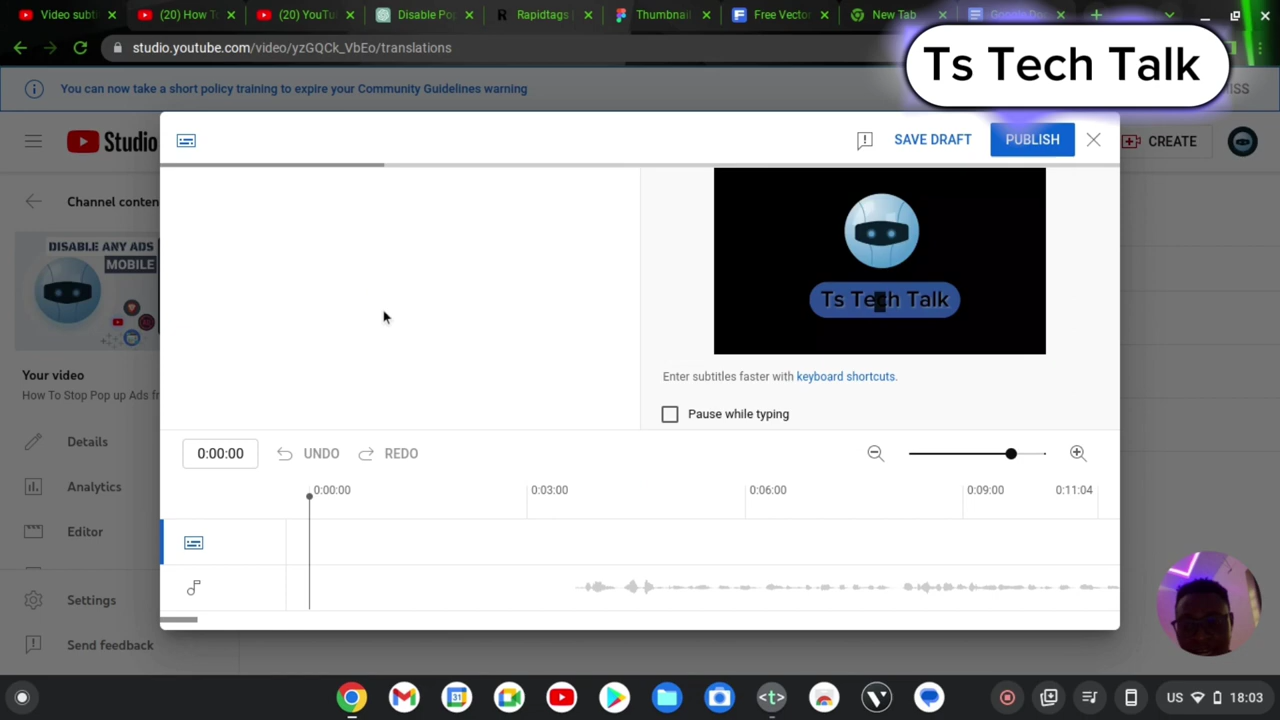 Video subti
(20) How T
(20) YouTu
Disable Po
Rapidtags
Thumbnail
Free Vecto
New Tab
Google Do
studio.youtube.com/video/yzGQCk_VbEo/translations
Ts Tech Talk
You can now take a short policy training to expire your Community Guidelines warning
MISS
Studio
SAVE DRAFT
PUBLISH
CREATE
Channel conten
DISABLE ANY ADS
MOBILE
Ts Tech Talk
Enter subtitles faster with keyboard shortcuts.
Your video
How To Stop Pop up Ads fr
Pause while typing
Details
0:00:00
UNDO
REDO
Analytics
0:00:00
0:03:00
0:06:00
0:09:00
0:11:04
Editor
Settings
Send feedback
US
18:03